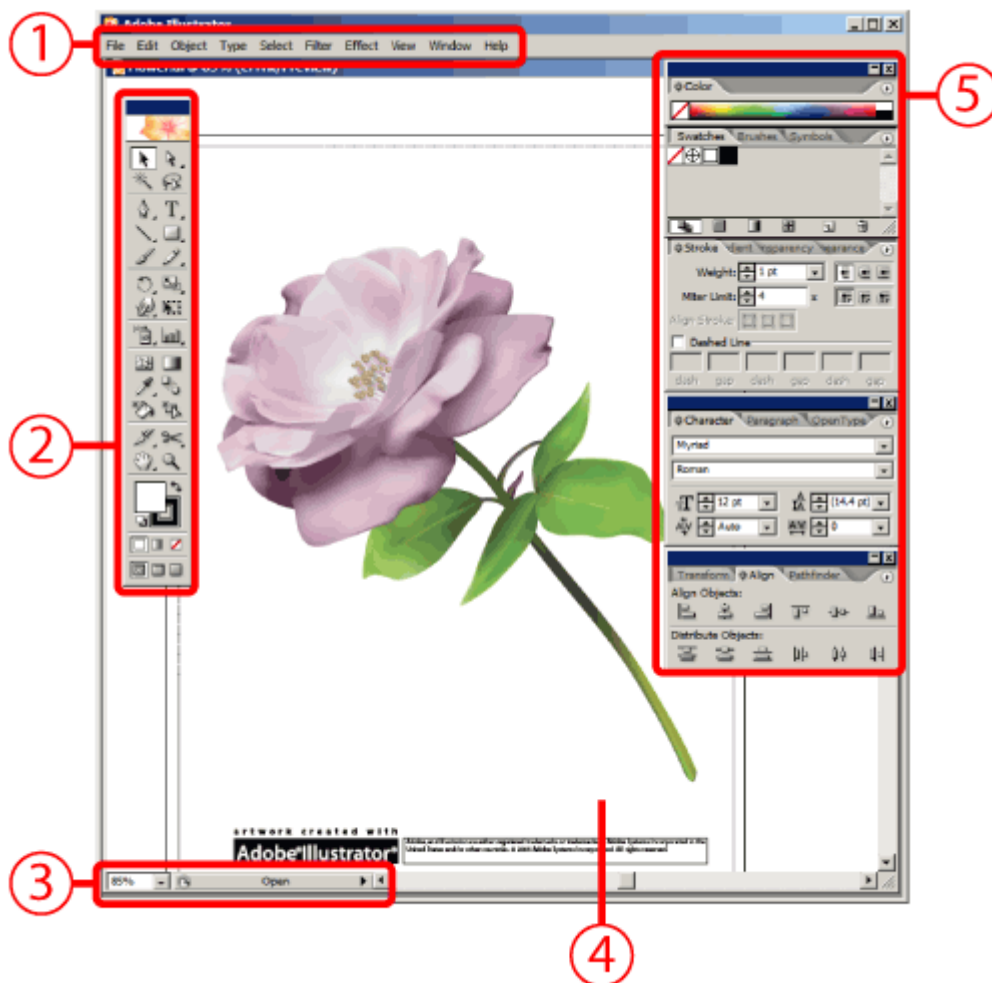 Adobe Illustrator
1
File Edit Object Type Select Filter Effect View Window Help
5
Color
Swatches Brushes Symbols
Stroke
Weight: 1 pt
Miter Limit: 4 x
Align Stroke:
Dashed Line
dash gap dash gap dash gap
2
Character Paragraph OpenType
Myriad
Roman
12 pt (14.4 pt)
Auto 0
Transform Align Pathfinder
Align Objects:
Distribute Objects:
artwork created with
Adobe®Illustrator®
3
85% Open
4